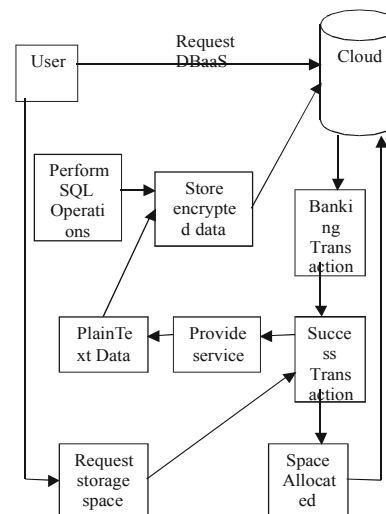 Request
DBaaS
User
Cloud
Perform
SQL
Operati
ons
Store
encrypte
d data
Banki
ng
Trans
action
PlainTe
xt Data
Provide
service
Succe
ss
Trans
action
Request
storage
space
Space
Allocat
ed